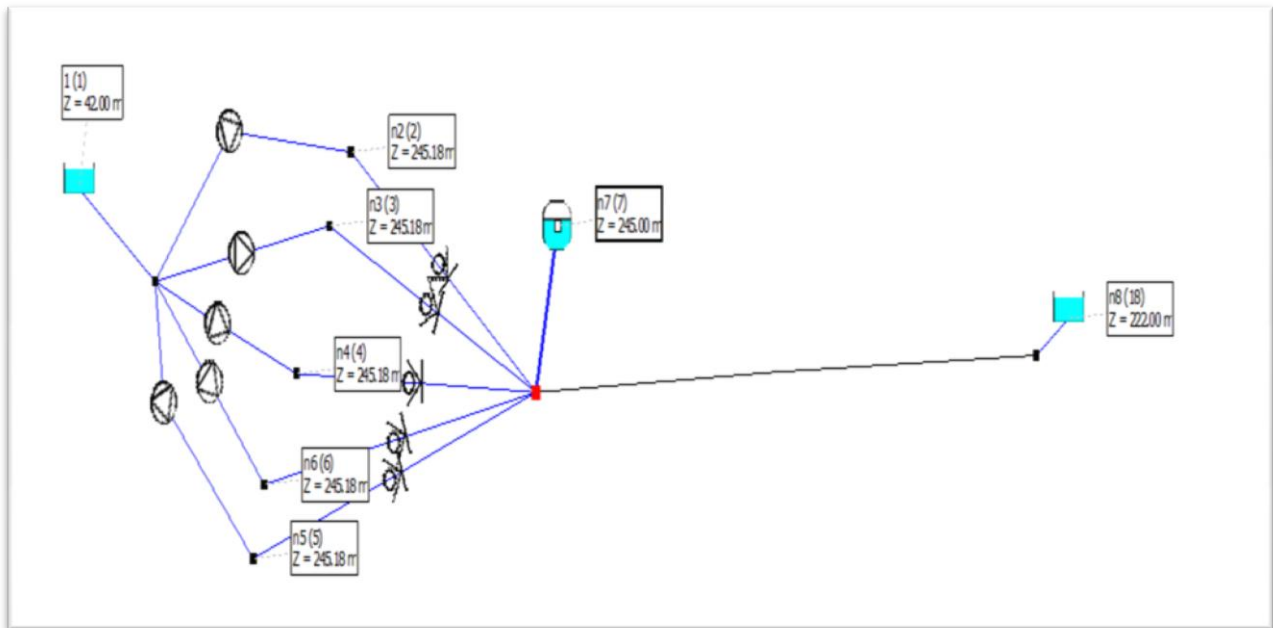 1 (1)
Z = 42.00 m
n2 (2)
Z = 245.18 m
n3 (3)
Z = 245.18 m
n7 (7)
Z = 245.00 m
n8 (18)
Z = 222.00 m
n4 (4)
Z = 245.18 m
n6 (6)
Z = 245.18 m
n5 (5)
Z = 245.18 m